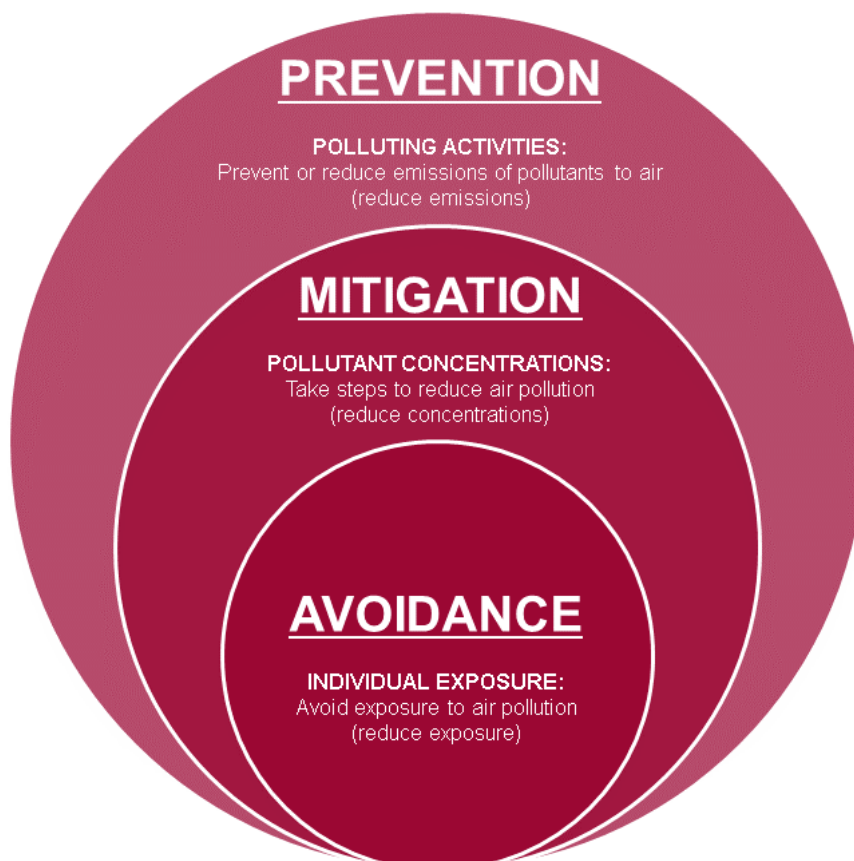 PREVENTION
POLLUTING ACTIVITIES:
Prevent or reduce emissions of pollutants to air
(reduce emissions)
MITIGATION
POLLUTANT CONCENTRATIONS:
Take steps to reduce air pollution
(reduce concentrations)
AVOIDANCE
INDIVIDUAL EXPOSURE:
Avoid exposure to air pollution
(reduce exposure)